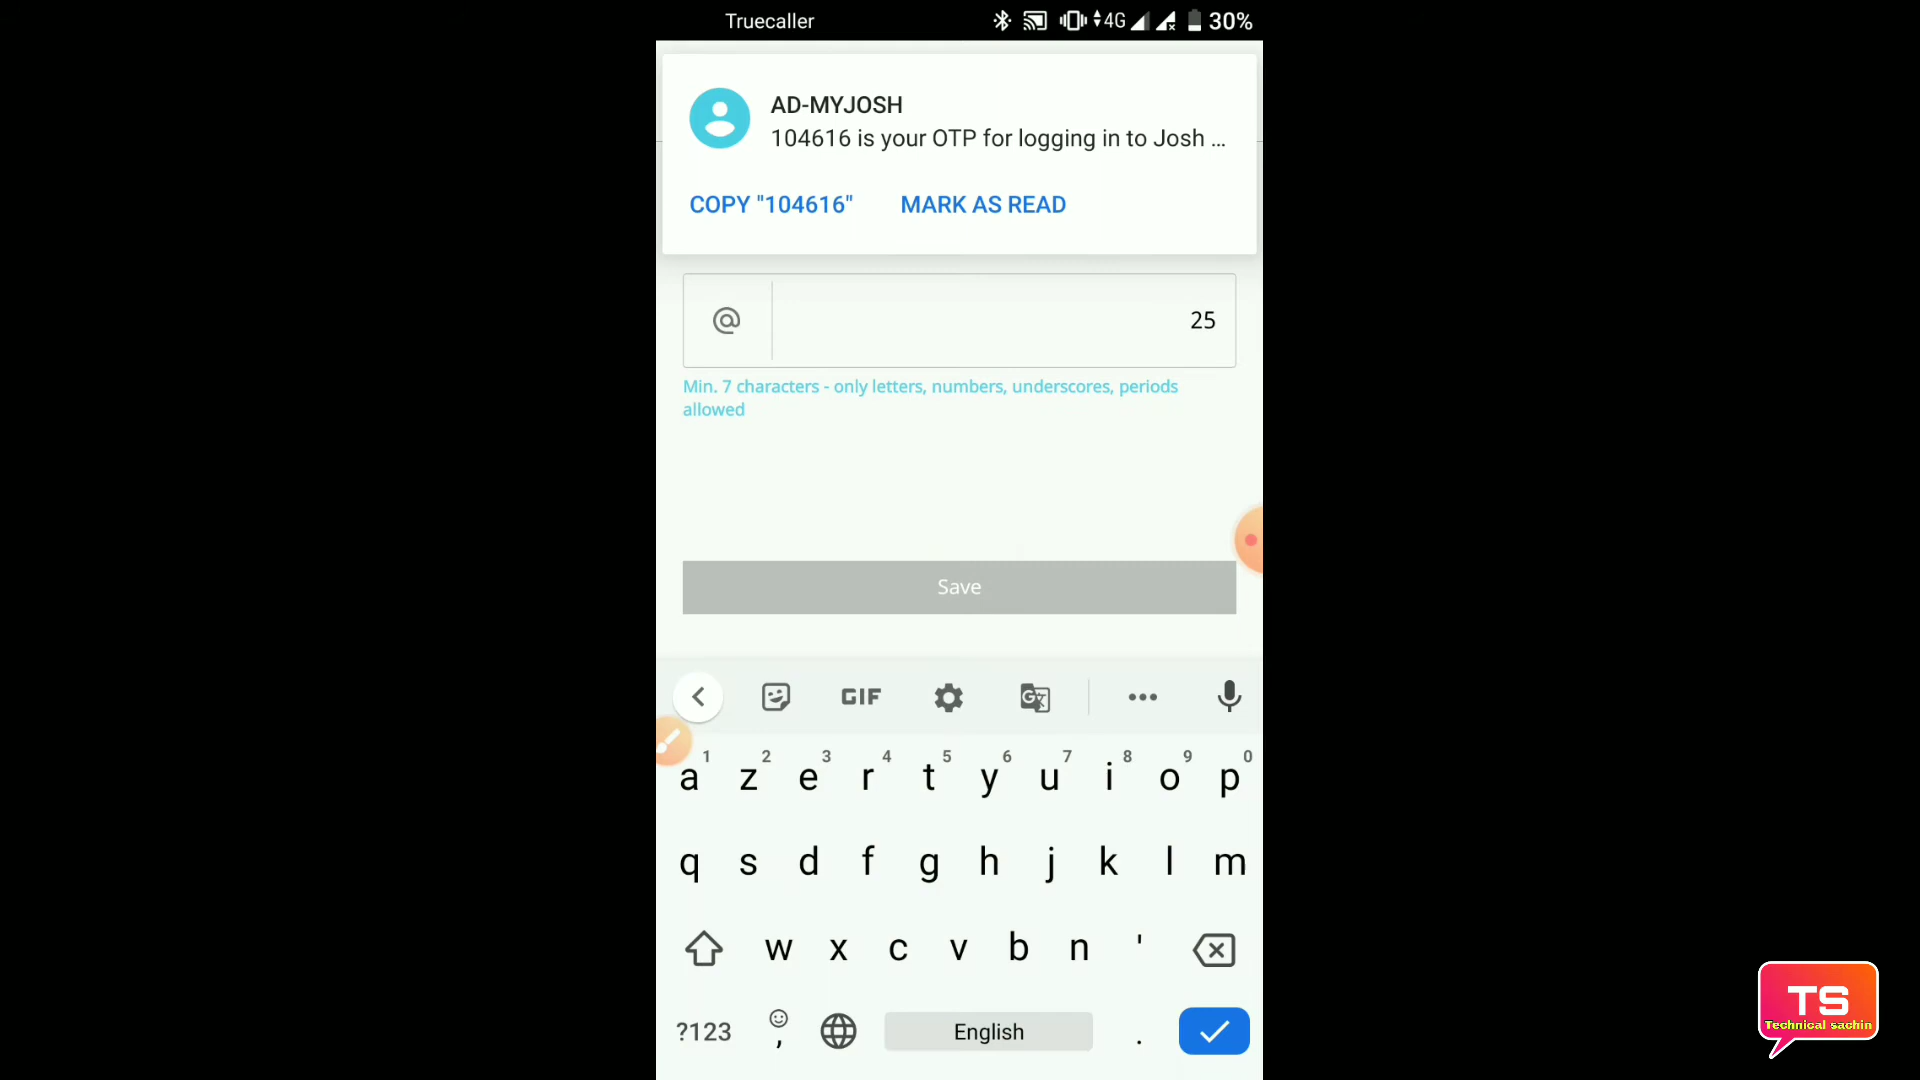 Truecaller
4G
30%
AD-MYJOSH
104616 is your OTP for logging in to Josh ...
COPY "104616"
MARK AS READ
@
25
Min. 7 characters - only letters, numbers, underscores, periods
allowed
Save
GIF
1 2 3 4 5 6 7 8 9 0
a z e r t y u i o p
q s d f g h j k l m
w x c v b n '
?123 , English .
TS
Technical sachin